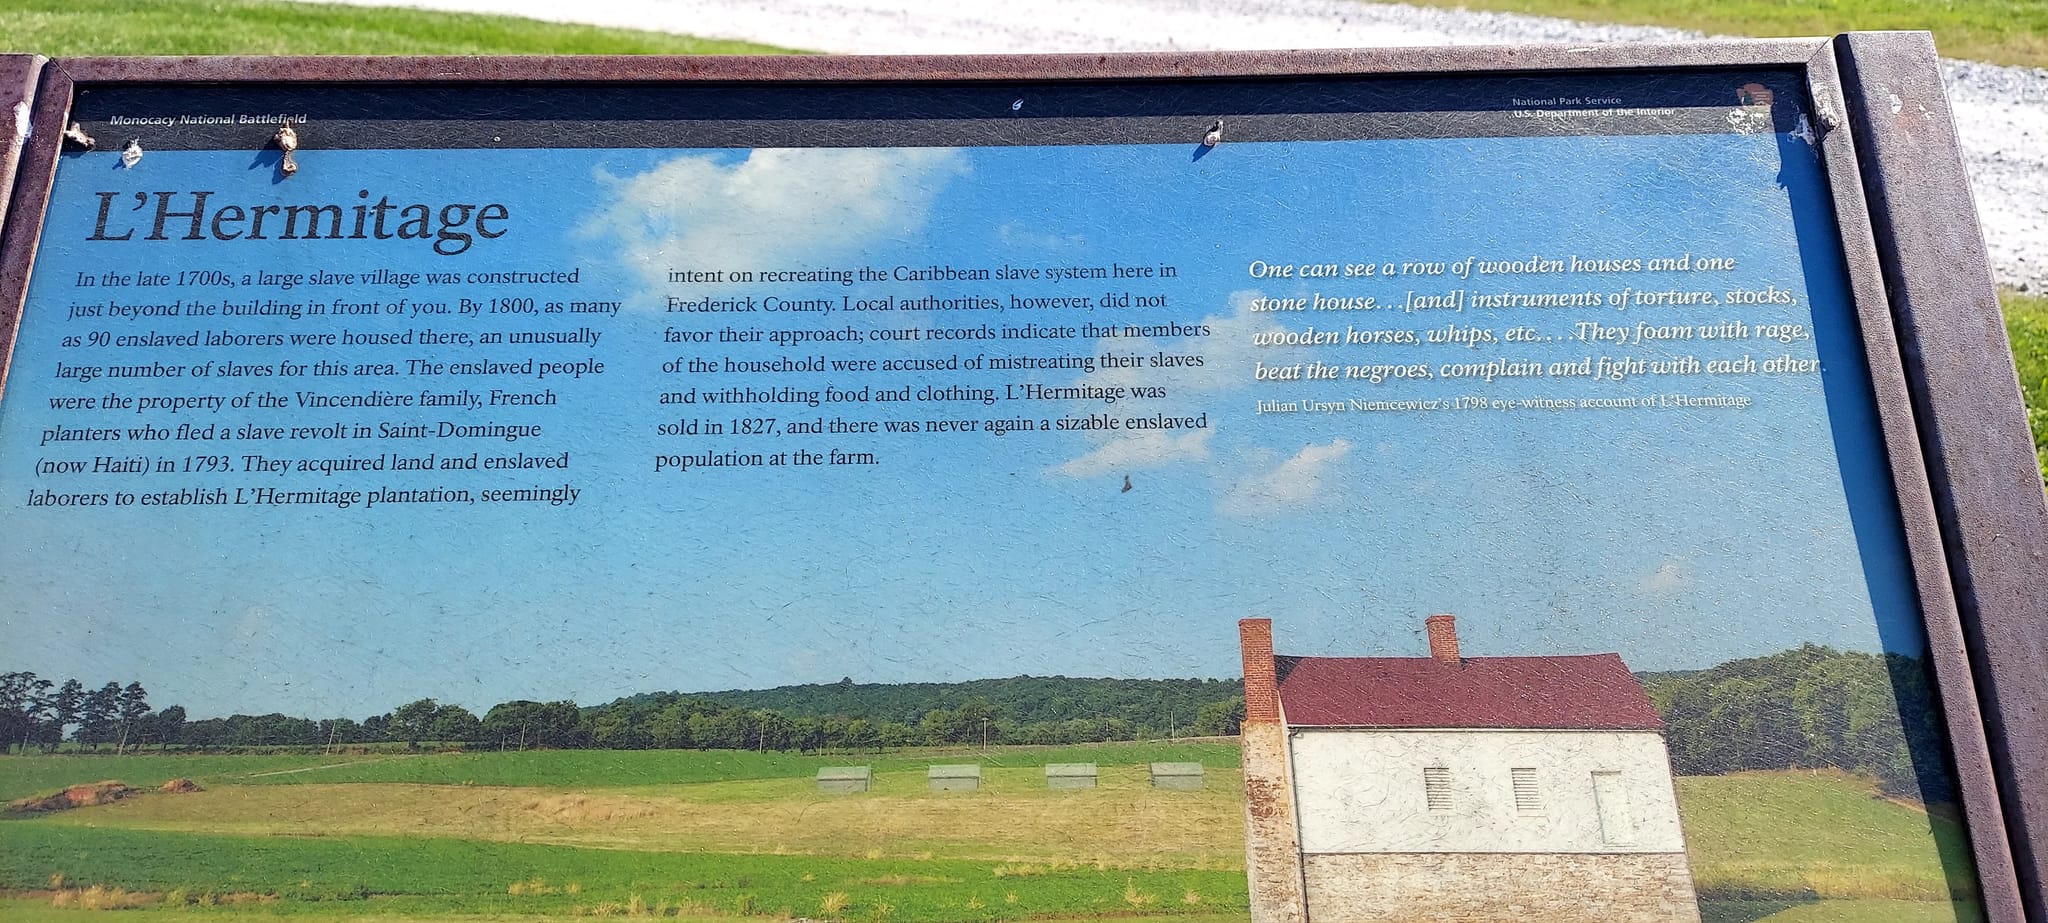 Monocacy National Battlefield
National Park Service
U.S. Department of the Interior
L'Hermitage
In the late 1700s, a large slave village was constructed
just beyond the building in front of you. By 1800, as many
as 90 enslaved laborers were housed there, an unusually
large number of slaves for this area. The enslaved people
were the property of the Vincendière family, French
planters who fled a slave revolt in Saint-Domingue
(now Haiti) in 1793. They acquired land and enslaved
laborers to establish L'Hermitage plantation, seemingly
intent on recreating the Caribbean slave system here in
Frederick County. Local authorities, however, did not
favor their approach; court records indicate that members
of the household were accused of mistreating their slaves
and withholding food and clothing. L'Hermitage was
sold in 1827, and there was never again a sizable enslaved
population at the farm.
One can see a row of wooden houses and one
stone house...[and] instruments of torture, stocks,
wooden horses, whips, etc....They foam with rage,
beat the negroes, complain and fight with each other.
Julian Ursyn Niemcewicz's 1798 eye-witness account of L'Hermitage